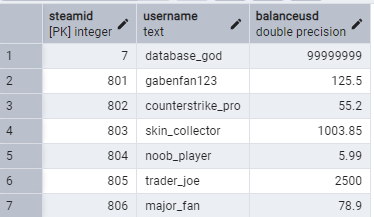 steamid username balanceusd
[PK] integer text double precision
1 7 database_god 99999999
2 801 gabenfan123 125.5
3 802 counterstrike_pro 55.2
4 803 skin_collector 1003.85
5 804 noob_player 5.99
6 805 trader_joe 2500
7 806 major_fan 78.9